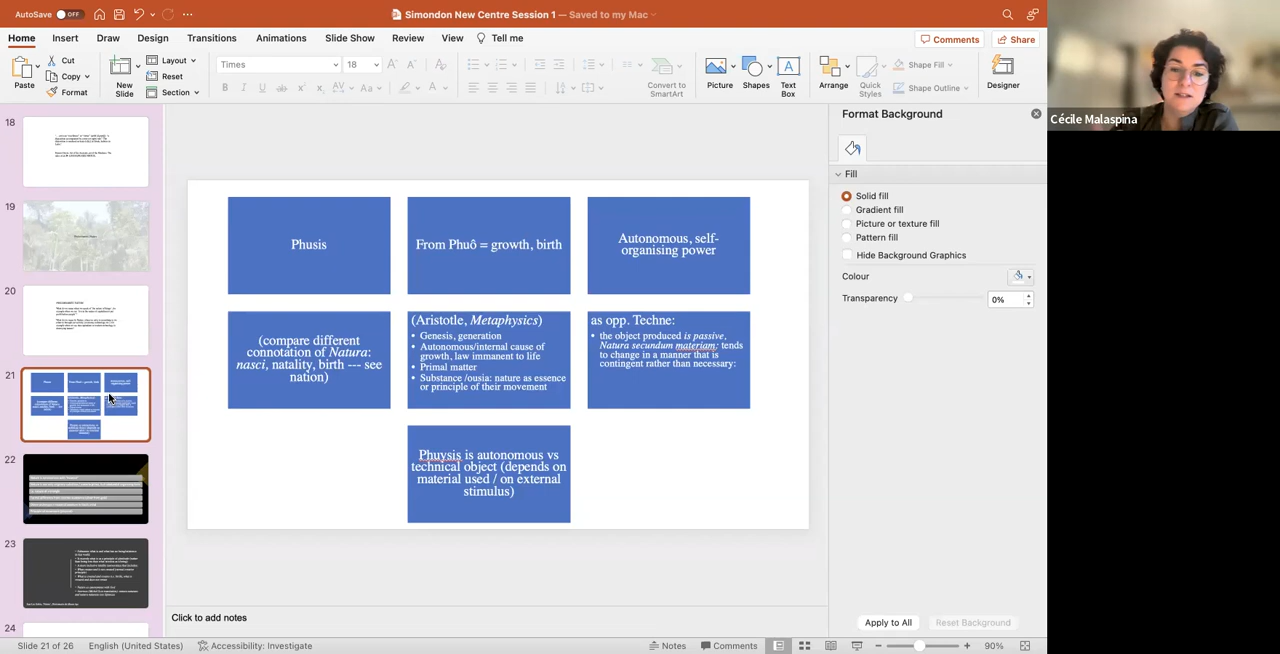 AutoSave OFF
Simondon New Centre Session 1 — Saved to my Mac
Home Insert Draw Design Transitions Animations Slide Show Review View Tell me
Comments Share
Paste
Cut
Copy
Format
New Slide
Layout
Reset
Section
Times 18
Convert to SmartArt
Picture
Shapes
Text Box
Arrange
Quick Styles
Shape Fill
Shape Outline
Designer
Cécile Malaspina
18
19
20
21
22
23
24
Phusis
From Phuô = growth, birth
Autonomous, self-
organising power
(compare different
connotation of Natura:
nasci, natality, birth --- see
nation)
(Aristotle, Metaphysics)
• Genesis, generation
• Autonomous/internal cause of
growth, law immanent to life
• Primal matter
• Substance /ousia: nature as essence
or principle of their movement
as opp. Techne:
• the object produced is passive,
Natura secundum materiam: tends
to change in a manner that is
contingent rather than necessary:
Phuysis is autonomous vs
technical object (depends on
material used / on external
stimulus)
Format Background
Fill
Solid fill
Gradient fill
Picture or texture fill
Pattern fill
Hide Background Graphics
Colour
Transparency 0%
Apply to All Reset Background
Click to add notes
Slide 21 of 26 English (United States) Accessibility: Investigate Notes Comments 90%